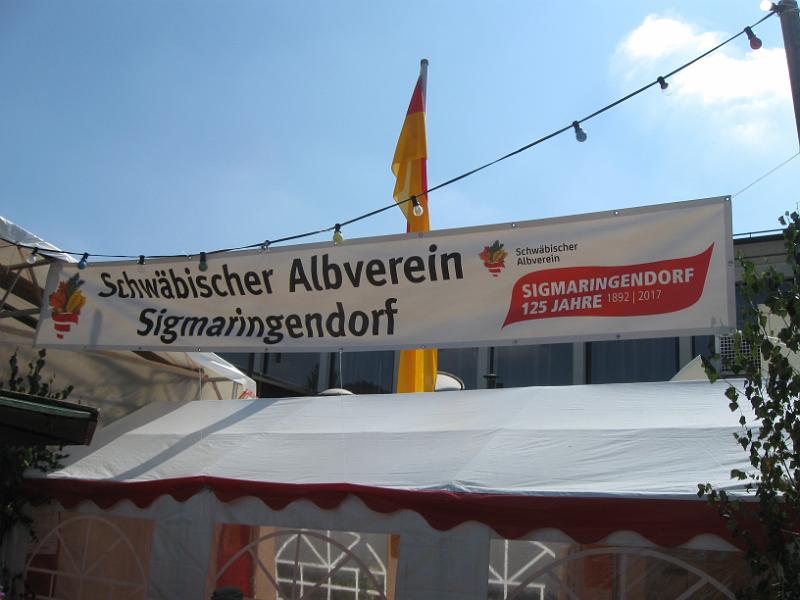 Schwäbischer Albverein
Sigmaringendorf
Schwäbischer
Albverein
SIGMARINGENDORF
125 JAHRE 1892 | 2017